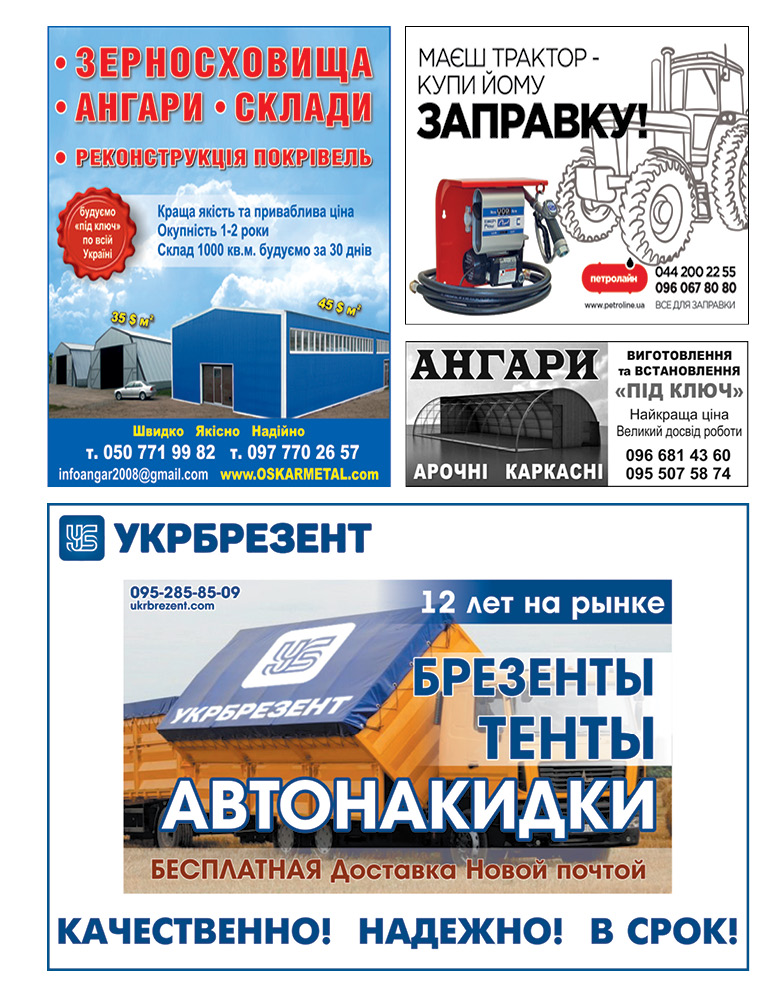 • ЗЕРНОСХОВИЩА
• АНГАРИ • СКЛАДИ
• РЕКОНСТРУКЦІЯ ПОКРІВЕЛЬ
будуємо
«під ключ»
по всій
Україні
Краща якість та приваблива ціна
Окупність 1-2 роки
Склад 1000 кв.м. будуємо за 30 днів
35 $ м²
45 $ м²
Швидко Якісно Надійно
т. 050 771 99 82 т. 097 770 26 57
infoangar2008@gmail.com www.OSKARMETAL.com
МАЄШ ТРАКТОР -
КУПИ ЙОМУ
ЗАПРАВКУ!
петролайн
044 200 22 55
096 067 80 80
www.petroline.ua ВСЕ ДЛЯ ЗАПРАВКИ
АНГАРИ
АРОЧНІ КАРКАСНІ
ВИГОТОВЛЕННЯ
та ВСТАНОВЛЕННЯ
«ПІД КЛЮЧ»
Найкраща ціна
Великий досвід роботи
096 681 43 60
095 507 58 74
УКРБРЕЗЕНТ
095-285-85-09
ukrbrezent.com
12 лет на рынке
УКРБРЕЗЕНТ
БРЕЗЕНТЫ
ТЕНТЫ
АВТОНАКИДКИ
БЕСПЛАТНАЯ Доставка Новой почтой
КАЧЕСТВЕННО! НАДЕЖНО! В СРОК!